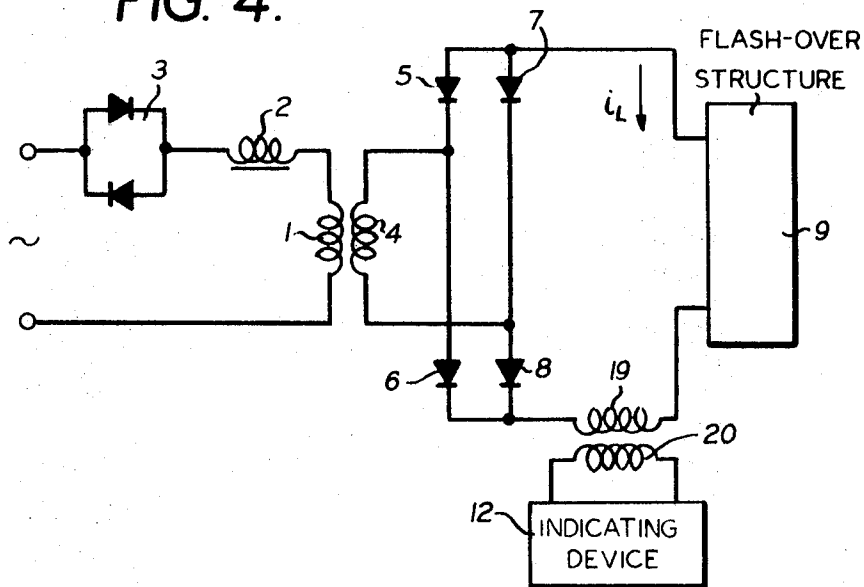 FIG. 4.
7
FLASH-OVER
STRUCTURE
5
3
2
iL
~
1
4
9
6
8
19
20
12
INDICATING
DEVICE